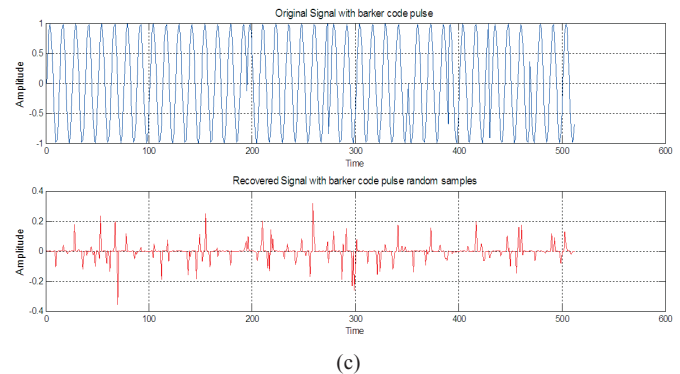 Original Signal with barker code pulse
Amplitude
1
0.5
0
-0.5
-1
0 100 200 300 400 500 600
Time
Recovered Signal with barker code pulse random samples
Amplitude
0.4
0.2
0
-0.2
-0.4
0 100 200 300 400 500 600
Time
(c)